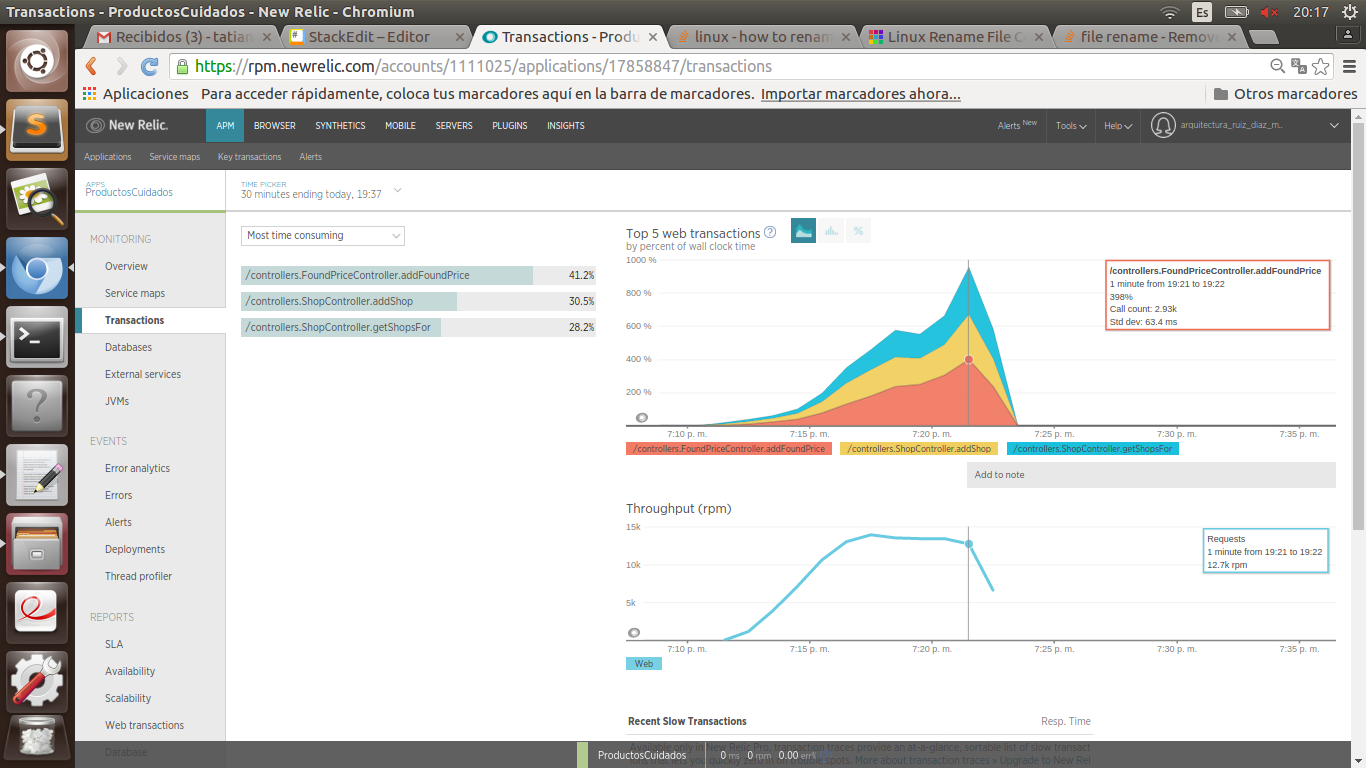 Transactions - ProductosCuidados - New Relic - Chromium
Es
20:17
Recibidos (3) - tatian
StackEdit – Editor
Transactions - Produ
linux - how to renam
Linux Rename File C
file rename - Remov
https://rpm.newrelic.com/accounts/1111025/applications/17858847/transactions
Aplicaciones
Para acceder rápidamente, coloca tus marcadores aquí en la barra de marcadores.
Importar marcadores ahora...
Otros marcadores
New Relic.
APM
BROWSER
SYNTHETICS
MOBILE
SERVERS
PLUGINS
INSIGHTS
Alerts New
Tools
Help
arquitectura_ruiz_diaz_m..
Applications
Service maps
Key transactions
Alerts
APPS
ProductosCuidados
TIME PICKER
30 minutes ending today, 19:37
MONITORING
Overview
Service maps
Transactions
Databases
External services
JVMs
EVENTS
Error analytics
Errors
Alerts
Deployments
Thread profiler
REPORTS
SLA
Availability
Scalability
Web transactions
Database
Most time consuming
/controllers.FoundPriceController.addFoundPrice 41.2%
/controllers.ShopController.addShop 30.5%
/controllers.ShopController.getShopsFor 28.2%
Top 5 web transactions ?
%
by percent of wall clock time
1000 %
800 %
600 %
400 %
200 %
/controllers.FoundPriceController.addFoundPrice
1 minute from 19:21 to 19:22
398%
Call count: 2.93k
Std dev: 63.4 ms
7:10 p. m. 7:15 p. m. 7:20 p. m. 7:25 p. m. 7:30 p. m. 7:35 p. m.
/controllers.FoundPriceController.addFoundPrice
/controllers.ShopController.addShop
/controllers.ShopController.getShopsFor
Add to note
Throughput (rpm)
15k
10k
5k
Requests
1 minute from 19:21 to 19:22
12.7k rpm
7:10 p. m. 7:15 p. m. 7:20 p. m. 7:25 p. m. 7:30 p. m. 7:35 p. m.
Web
Recent Slow Transactions
Resp. Time
Available only in New Relic Pro, transaction traces provide an at-a-glance, sortable list of slow transact
quickly zero in on trouble spots. More about transaction traces » Upgrade to New Rel
ProductosCuidados
0 ms 0 rpm 0.00 err%